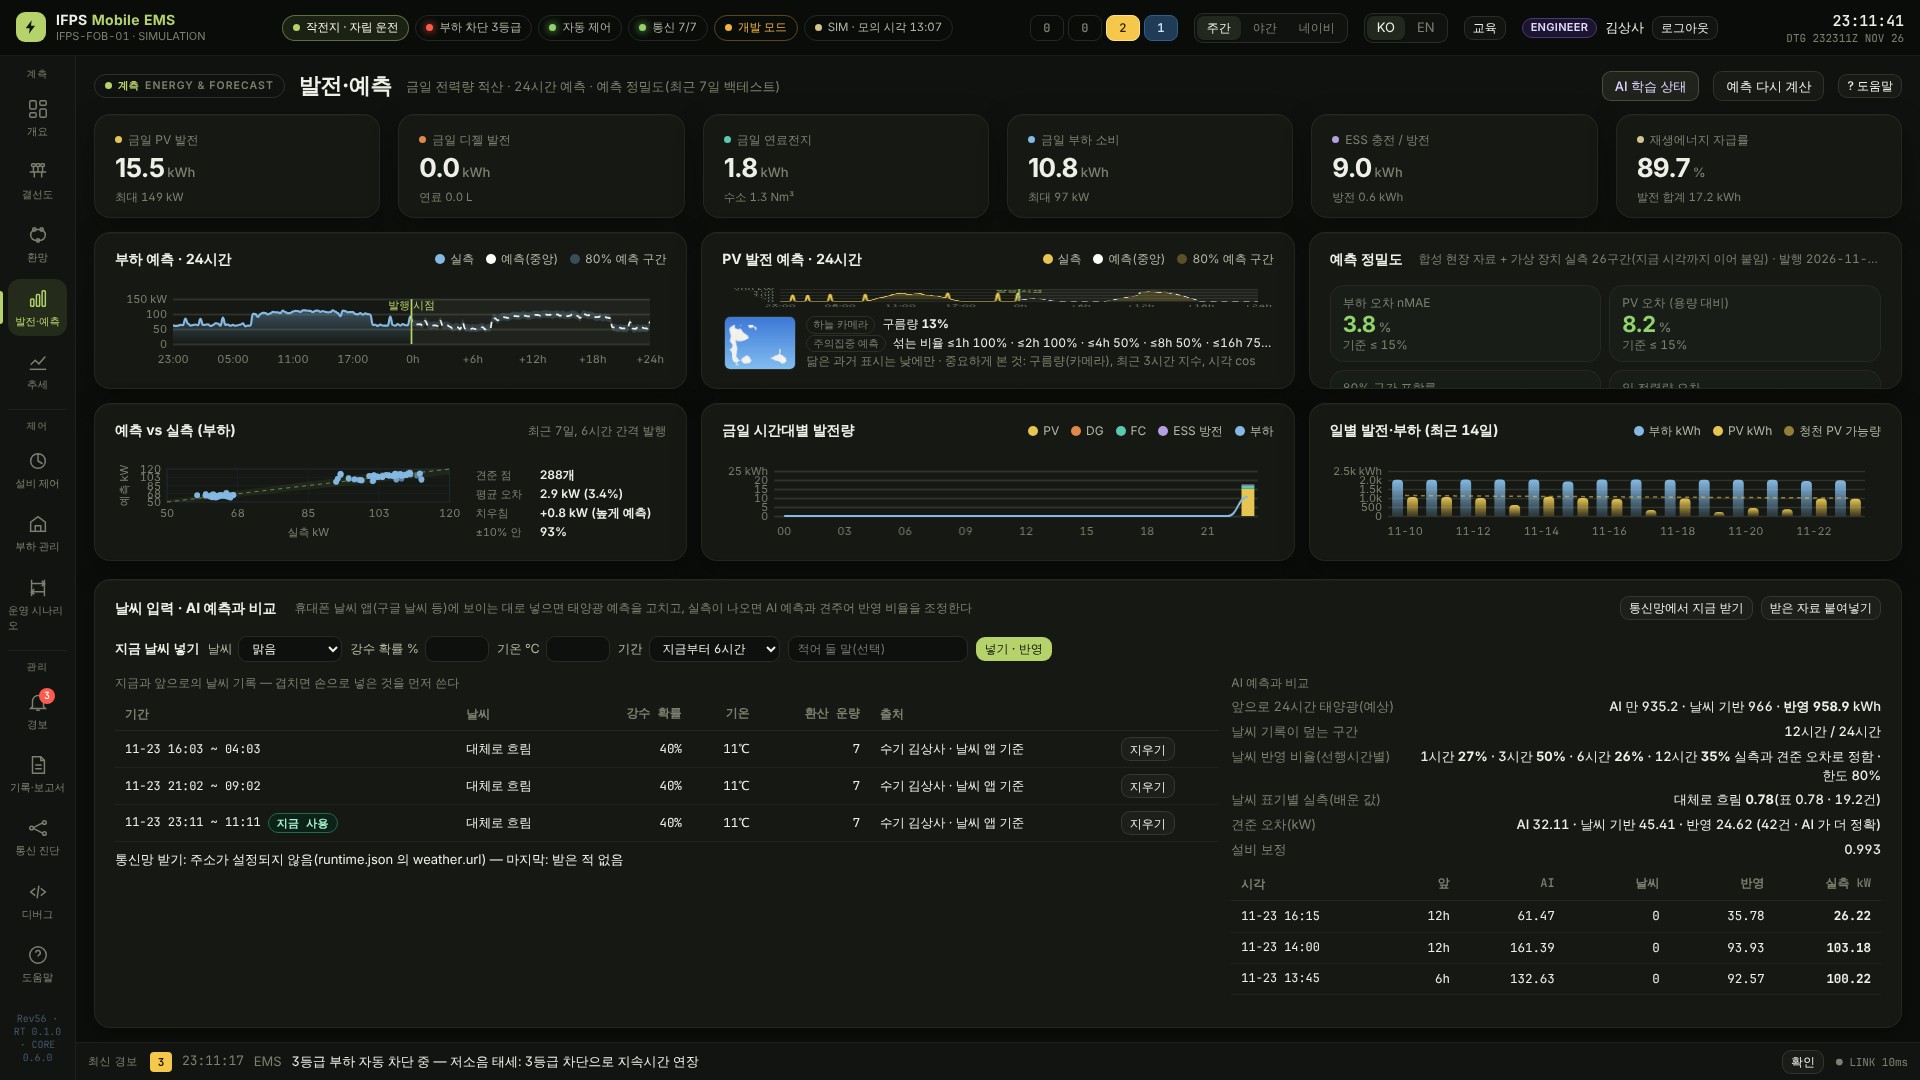 IFPS Mobile EMS
IFPS-FOB-01 · SIMULATION
작전지 · 자립 운전
부하 차단 3등급
자동 제어
통신 7/7
개발 모드
SIM · 모의 시각 13:07
0 0 2 1
주간 야간 네이비
KO EN
교육
ENGINEER 김상사 로그아웃
23:11:41
DTG 232311Z NOV 26
계측
개요
결선도
환망
발전·예측
추세
제어
설비 제어
부하 관리
운영 시나리
오
관리
3
경보
기록·보고서
통신 진단
디버그
도움말
Rev56 ·
RT 0.1.0
· CORE
0.6.0
계측 ENERGY & FORECAST
발전·예측
금일 전력량 적산 · 24시간 예측 · 예측 정밀도(최근 7일 백테스트)
AI 학습 상태
예측 다시 계산
? 도움말
금일 PV 발전
15.5 kWh
최대 149 kW
금일 디젤 발전
0.0 kWh
연료 0.0 L
금일 연료전지
1.8 kWh
수소 1.3 Nm³
금일 부하 소비
10.8 kWh
최대 97 kW
ESS 충전 / 방전
9.0 kWh
방전 0.6 kWh
재생에너지 자급률
89.7 %
발전 합계 17.2 kWh
부하 예측 · 24시간
실측 예측(중앙) 80% 예측 구간
150 kW
100
50
0
발행 시점
23:00 05:00 11:00 17:00 0h +6h +12h +18h +24h
PV 발전 예측 · 24시간
실측 예측(중앙) 80% 예측 구간
하늘 카메라 구름량 13%
주의집중 예측 섞는 비율 ≤1h 100% · ≤2h 100% · ≤4h 50% · ≤8h 50% · ≤16h 75...
닮은 과거 표시는 낮에만 · 중요하게 본 것: 구름량(카메라), 최근 3시간 지수, 시각 cos
예측 정밀도
합성 현장 자료 + 가상 장치 실측 26구간(지금 시각까지 이어 붙임) · 발행 2026-11-...
부하 오차 nMAE
3.8 %
기준 ≤ 15%
PV 오차 (용량 대비)
8.2 %
기준 ≤ 15%
예측 vs 실측 (부하)
최근 7일, 6시간 간격 발행
예측 kW
120
103
85
68
50
50 68 85 103 120
실측 kW
견준 점 288개
평균 오차 2.9 kW (3.4%)
치우침 +0.8 kW (높게 예측)
±10% 안 93%
금일 시간대별 발전량
PV DG FC ESS 방전 부하
25 kWh
20
15
10
5
0
00 03 06 09 12 15 18 21
일별 발전·부하 (최근 14일)
부하 kWh PV kWh 청천 PV 가능량
2.5k kWh
2.0k
1.5k
1.0k
500
0
11-10 11-12 11-14 11-16 11-18 11-20 11-22
날씨 입력 · AI 예측과 비교
휴대폰 날씨 앱(구글 날씨 등)에 보이는 대로 넣으면 태양광 예측을 고치고, 실측이 나오면 AI 예측과 견주어 반영 비율을 조정한다
통신망에서 지금 받기
받은 자료 붙여넣기
지금 날씨 넣기 날씨 맑음 강수 확률 % 기온 °C 기간 지금부터 6시간 적어 둘 말(선택) 넣기 · 반영
지금과 앞으로의 날씨 기록 — 겹치면 손으로 넣은 것을 먼저 쓴다
기간 날씨 강수 확률 기온 환산 운량 출처
11-23 16:03 ~ 04:03 대체로 흐림 40% 11℃ 7 수기 김상사 · 날씨 앱 기준 지우기
11-23 21:02 ~ 09:02 대체로 흐림 40% 11℃ 7 수기 김상사 · 날씨 앱 기준 지우기
11-23 23:11 ~ 11:11 지금 사용 대체로 흐림 40% 11℃ 7 수기 김상사 · 날씨 앱 기준 지우기
통신망 받기: 주소가 설정되지 않음(runtime.json 의 weather.url) — 마지막: 받은 적 없음
AI 예측과 비교
앞으로 24시간 태양광(예상) AI 만 935.2 · 날씨 기반 966 · 반영 958.9 kWh
날씨 기록이 덮는 구간 12시간 / 24시간
날씨 반영 비율(선행시간별) 1시간 27% · 3시간 50% · 6시간 26% · 12시간 35% 실측과 견준 오차로 정함 ·
한도 80%
날씨 표기별 실측(배운 값) 대체로 흐림 0.78(표 0.78 · 19.2건)
견준 오차(kW) AI 32.11 · 날씨 기반 45.41 · 반영 24.62 (42건 · AI 가 더 정확)
설비 보정 0.993
시각 앞 AI 날씨 반영 실측 kW
11-23 16:15 12h 61.47 0 35.78 26.22
11-23 14:00 12h 161.39 0 93.93 103.18
11-23 13:45 6h 132.63 0 92.57 100.22
최신 경보 3 23:11:17 EMS 3등급 부하 자동 차단 중 — 저소음 태세: 3등급 차단으로 지속시간 연장
확인
LINK 10ms